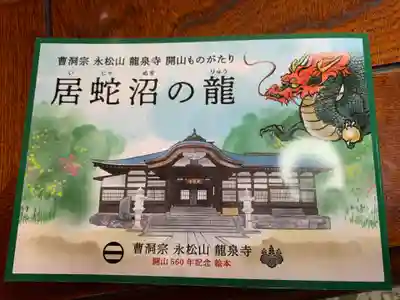 曹洞宗 永松山 龍泉寺 開山ものがたり
い じゃ ぬま りゅう
居蛇沼の龍
曹洞宗 永松山 龍泉寺
開山560年記念 絵本